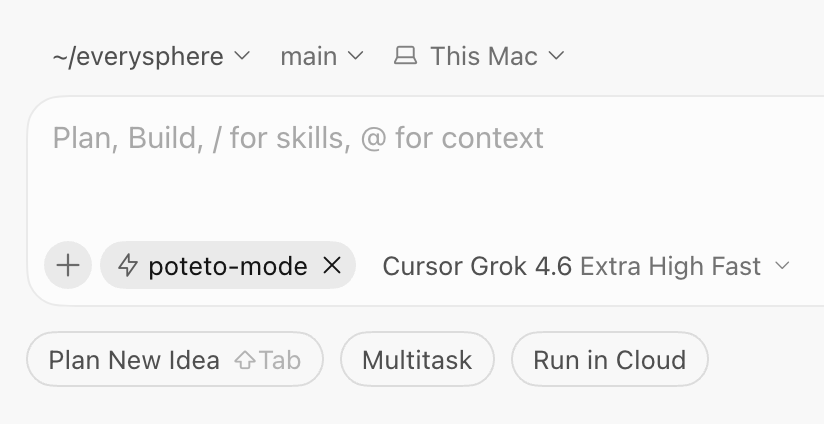 ~/everysphere main This Mac
Plan, Build, / for skills, @ for context
poteto-mode Cursor Grok 4.6 Extra High Fast
Plan New Idea ⇧Tab Multitask Run in Cloud